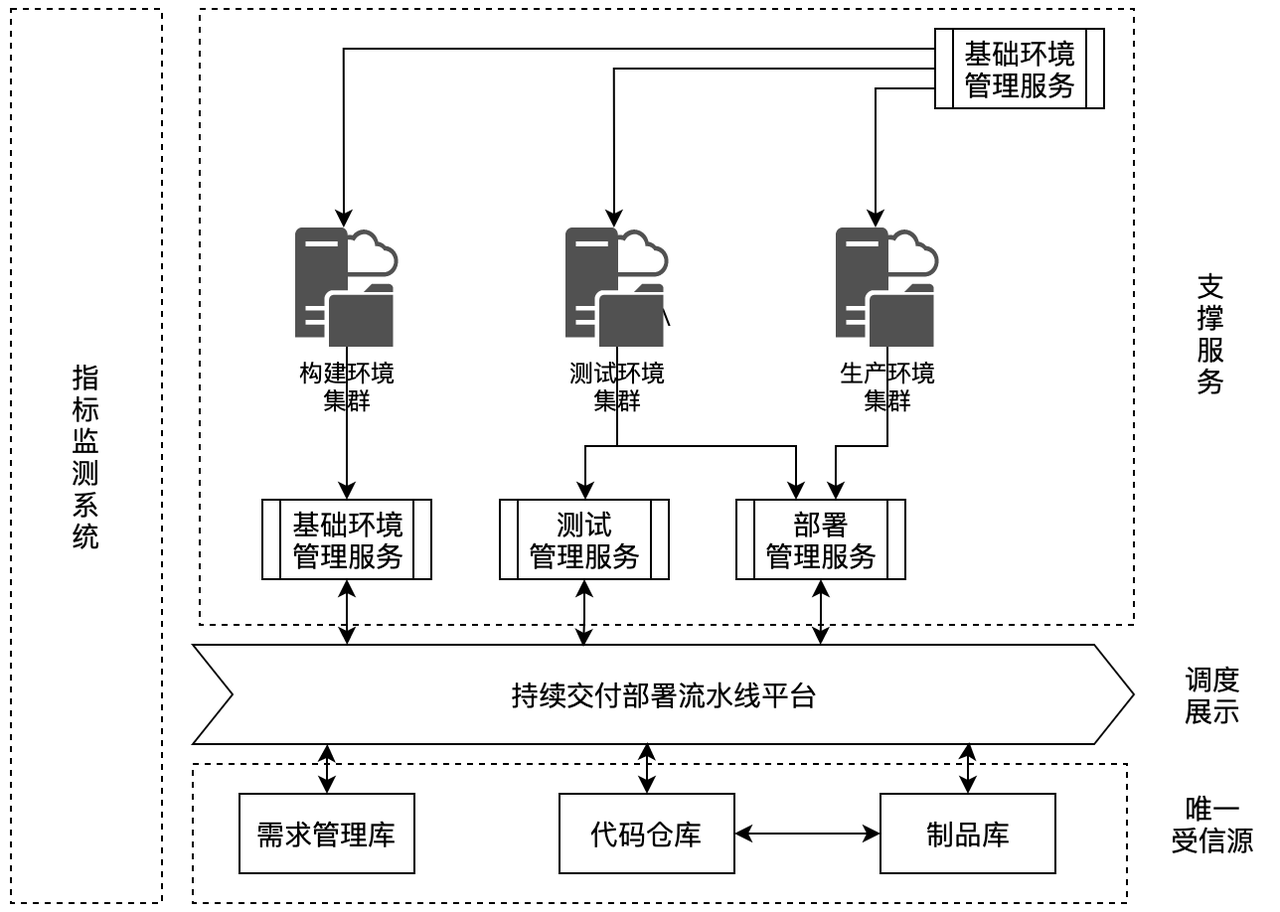 基础环境
管理服务
构建环境
集群
测试环境
集群
生产环境
集群
支
撑
服
务
指
标
监
测
系
统
基础环境
管理服务
测试
管理服务
部署
管理服务
持续交付部署流水线平台
调度
展示
需求管理库
代码仓库
制品库
唯一
受信源